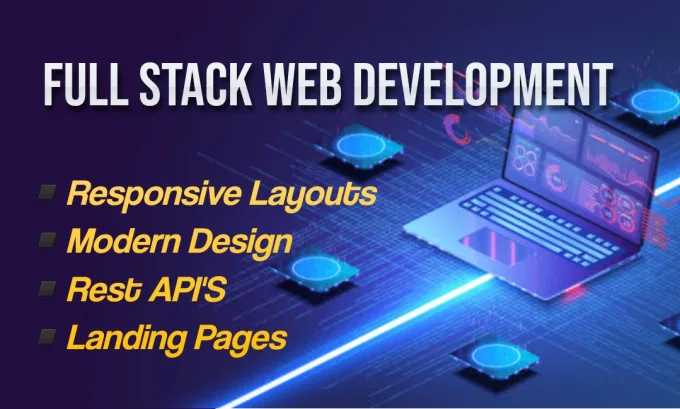 FULL STACK WEB DEVELOPMENT
Responsive Layouts
Modern Design
Rest API'S
Landing Pages